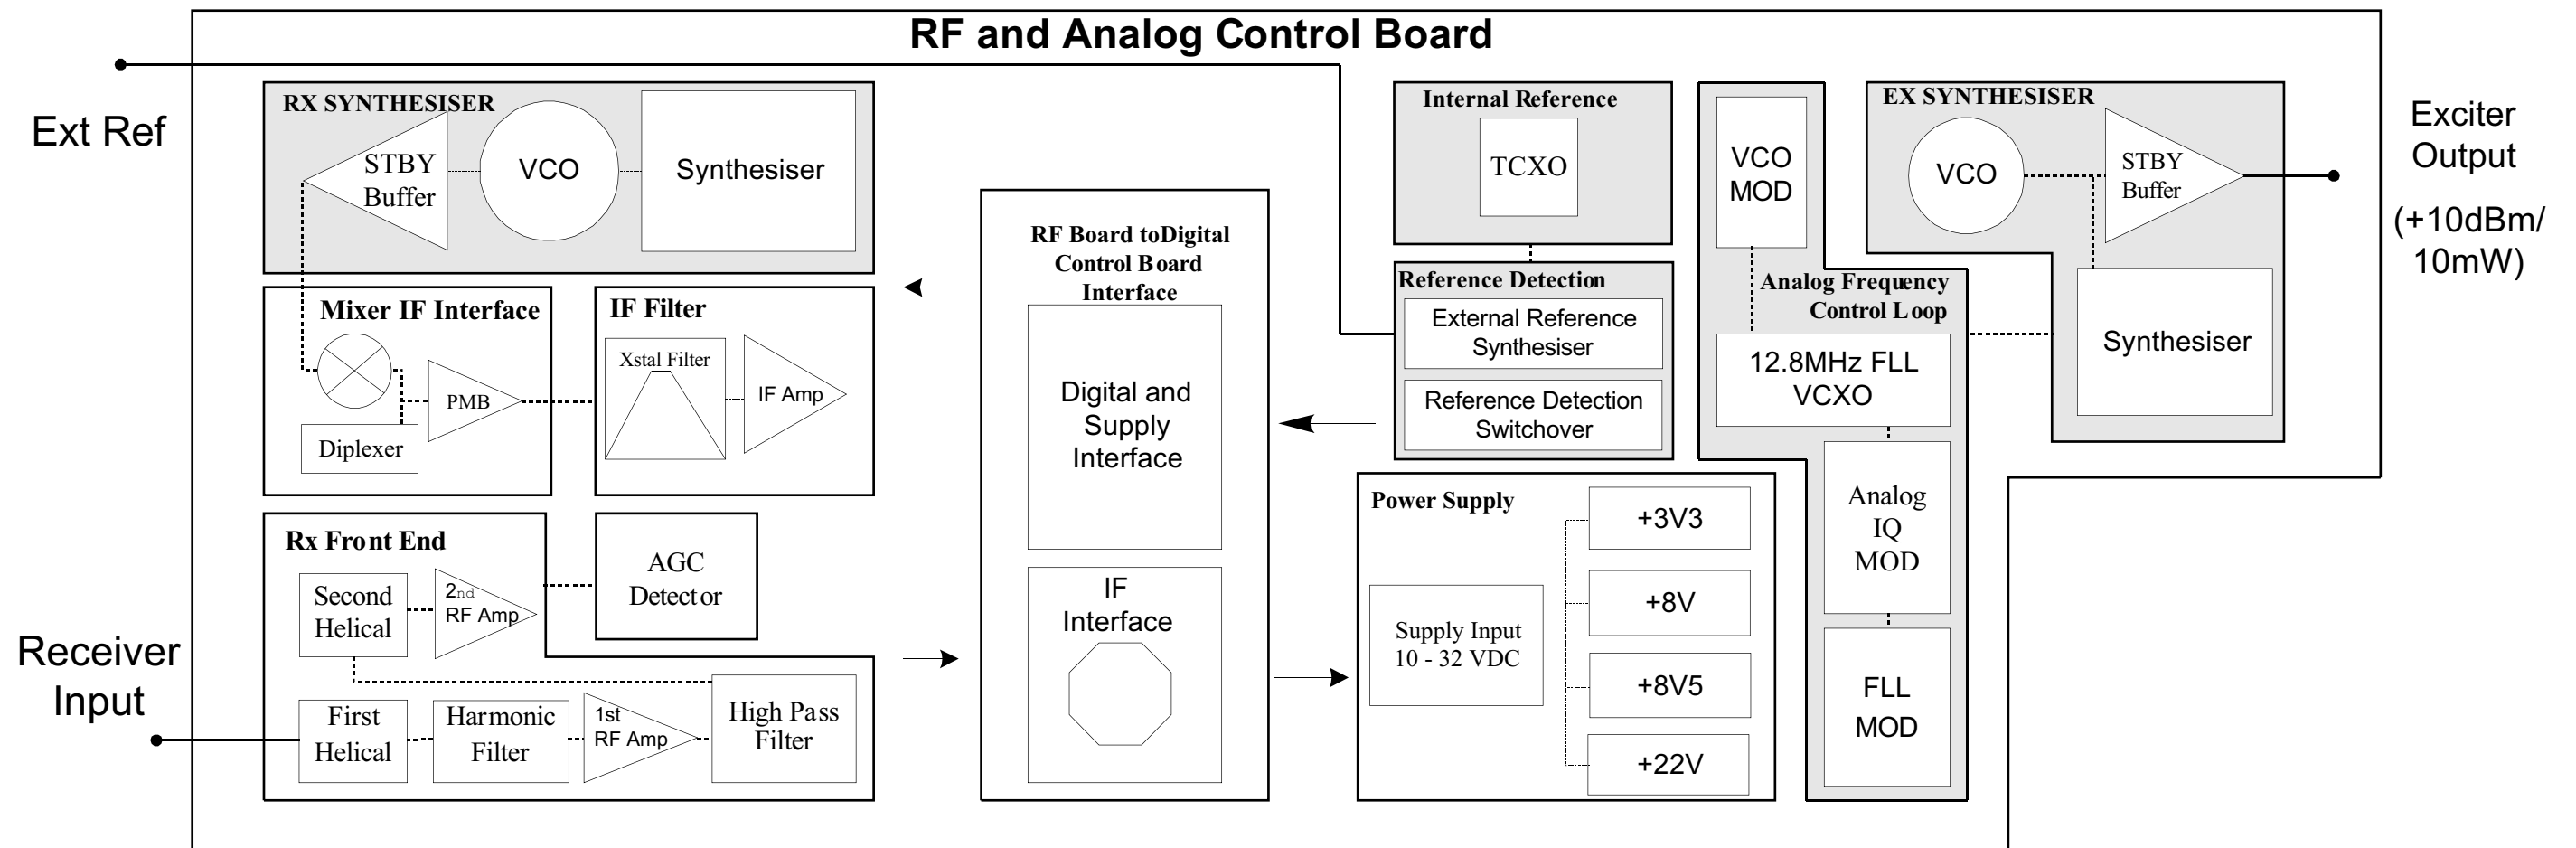 RF and Analog Control Board
Ext Ref
RX SYNTHESISER
STBY
Buffer
VCO
Synthesiser
Mixer IF Interface
PMB
Diplexer
IF Filter
Xstal Filter
IF Amp
Rx Front End
Second
Helical
2nd
RF Amp
AGC
Detector
Receiver
Input
First
Helical
Harmonic
Filter
1st
RF Amp
High Pass
Filter
RF Board toDigital
Control Board
Interface
Digital and
Supply
Interface
IF
Interface
Internal Reference
TCXO
Reference Detection
External Reference
Synthesiser
Reference Detection
Switchover
Power Supply
Supply Input
10 - 32 VDC
+3V3
+8V
+8V5
+22V
VCO
MOD
Analog Frequency
Control Loop
12.8MHz FLL
VCXO
Analog
IQ
MOD
FLL
MOD
EX SYNTHESISER
VCO
STBY
Buffer
Synthesiser
Exciter
Output
(+10dBm/
10mW)